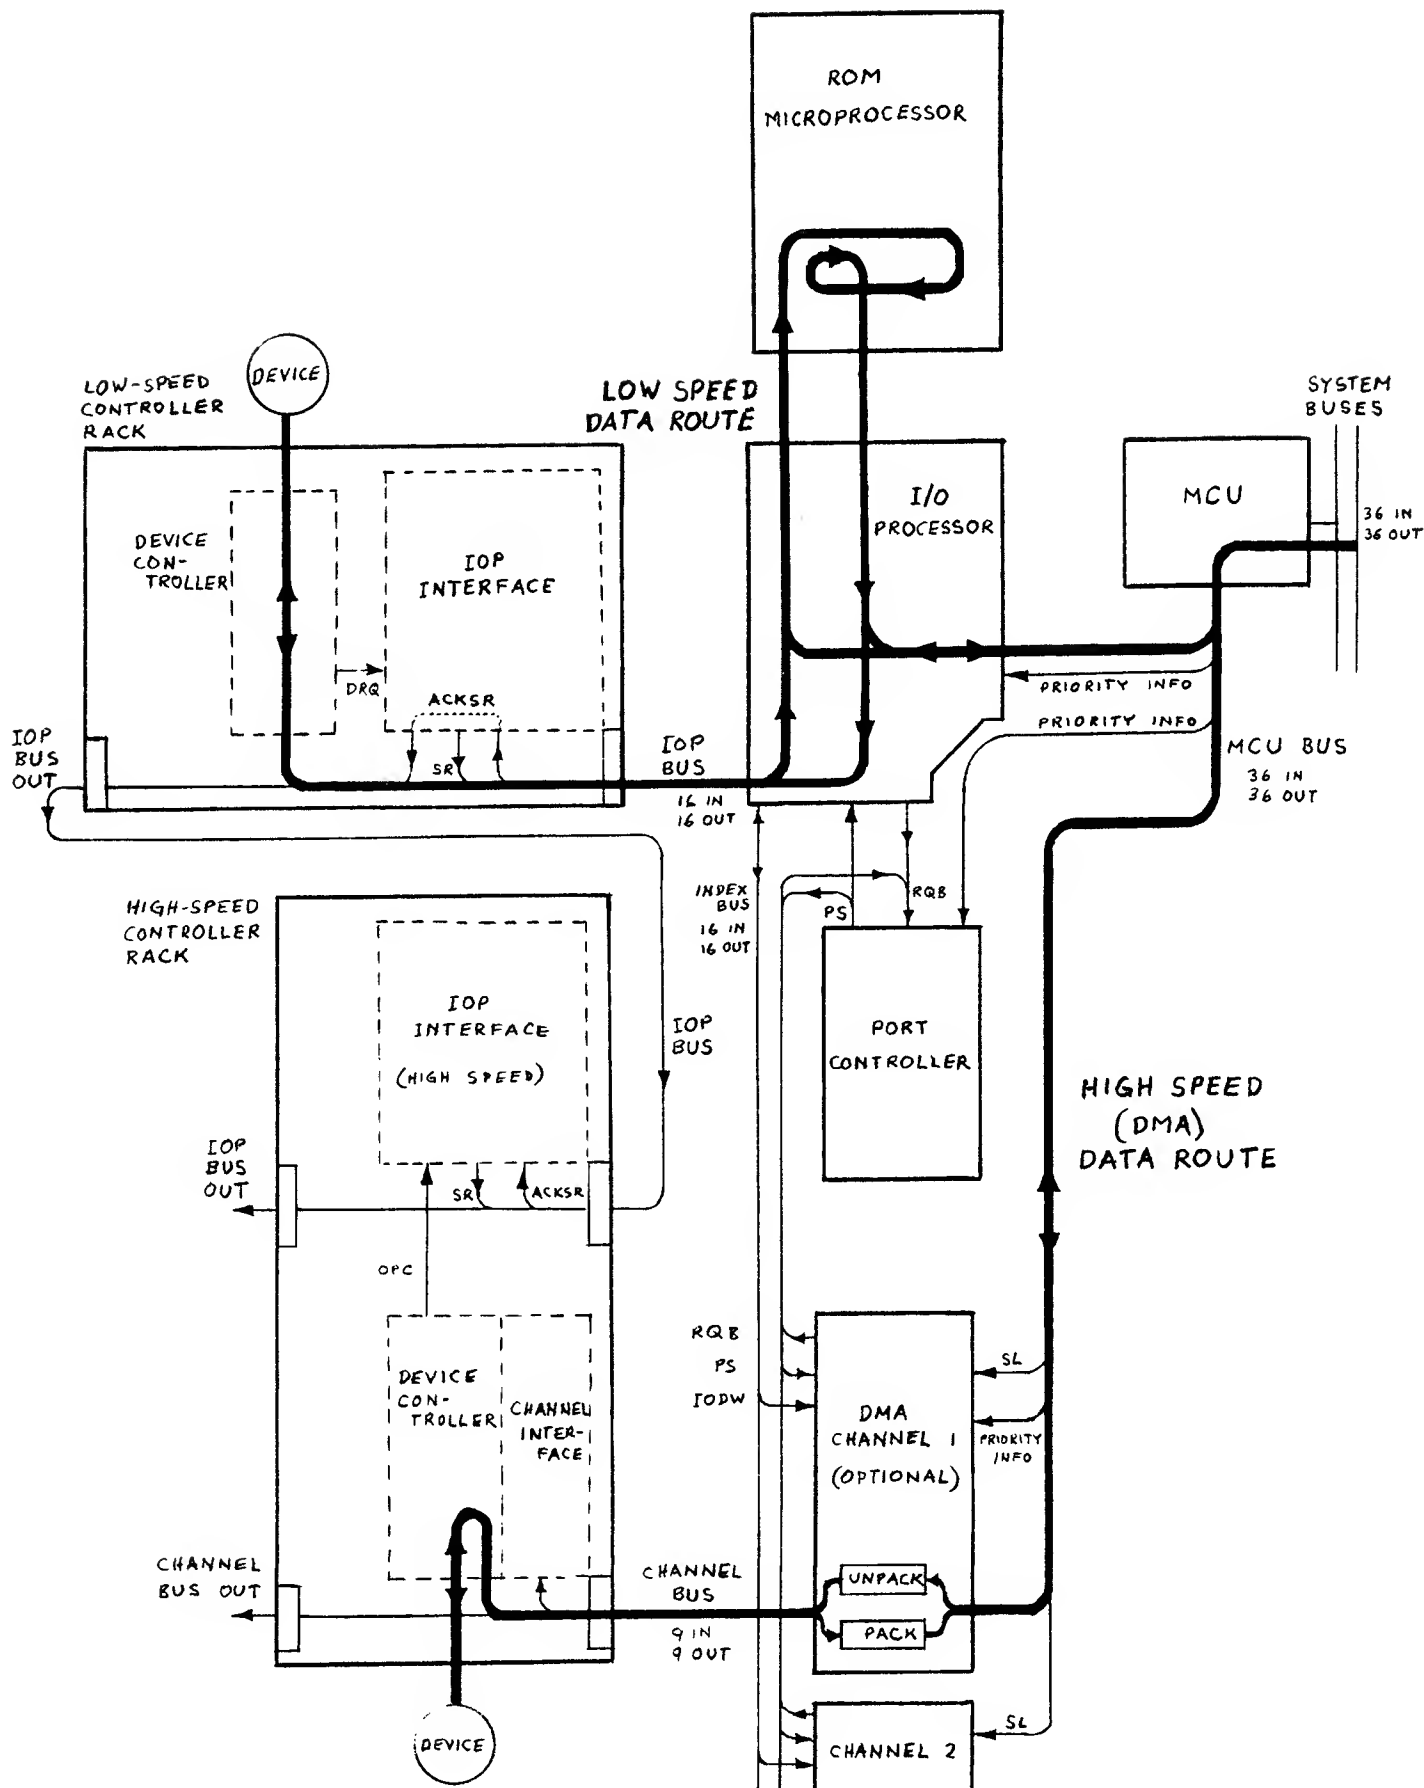 ROM
MICROPROCESSOR
DEVICE
LOW-SPEED
CONTROLLER
RACK
LOW SPEED
DATA ROUTE
SYSTEM
BUSES
DEVICE
CON-
TROLLER
IOP
INTERFACE
I/O
PROCESSOR
MCU
36 IN
36 OUT
DRQ
ACKSR
SR
PRIORITY INFO
PRIORITY INFO
IOP
BUS
OUT
IOP
BUS
16 IN
16 OUT
MCU BUS
36 IN
36 OUT
INDEX
BUS
16 IN
16 OUT
PS
RQB
HIGH-SPEED
CONTROLLER
RACK
IOP
INTERFACE
(HIGH SPEED)
IOP
BUS
PORT
CONTROLLER
HIGH SPEED
(DMA)
DATA ROUTE
IOP
BUS
OUT
SR
ACKSR
OPC
RQB
PS
IODW
SL
DEVICE
CON-
TROLLER
CHANNEL
INTER-
FACE
DMA
CHANNEL 1
(OPTIONAL)
PRIORITY
INFO
CHANNEL
BUS OUT
CHANNEL
BUS
9 IN
9 OUT
UNPACK
PACK
DEVICE
CHANNEL 2
SL